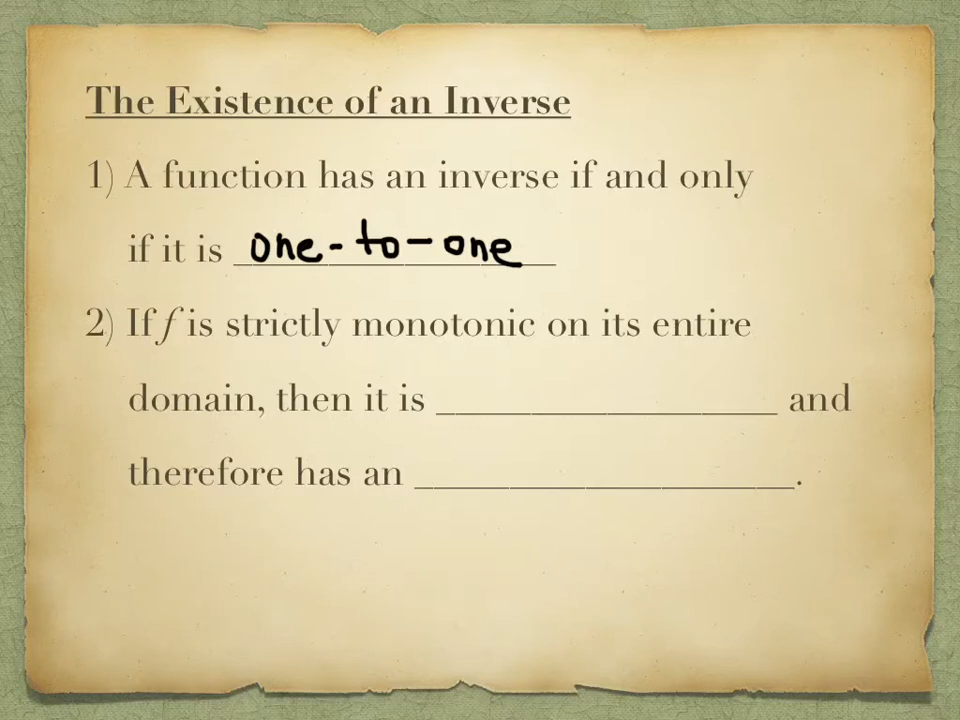 The Existence of an Inverse
1) A function has an inverse if and only
if it is one-to-one
2) If f is strictly monotonic on its entire
domain, then it is __________________ and
therefore has an ____________________.